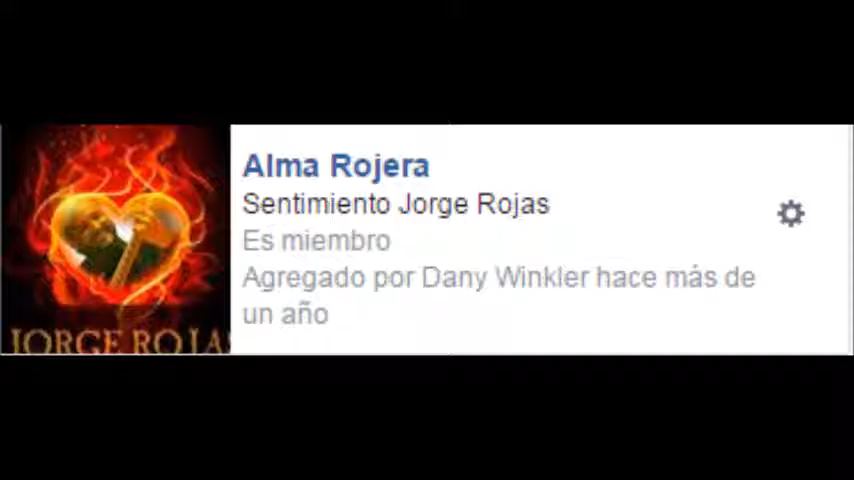 Alma Rojera
Sentimiento Jorge Rojas
Es miembro
Agregado por Dany Winkler hace más de
un año
JORGE ROJAS